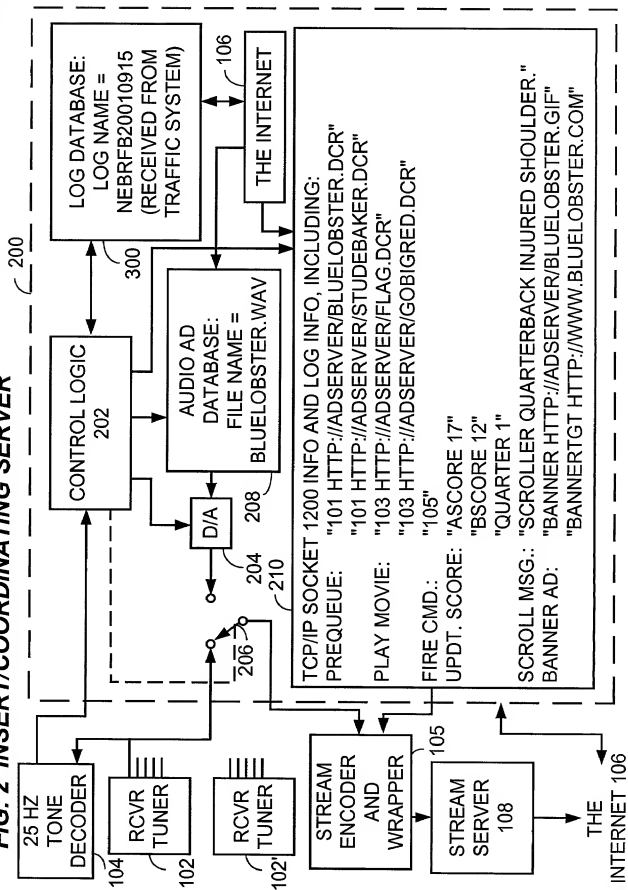 FIG. 2 INSERT/COORDINATING SERVER
200
25 HZ
TONE
DECODER
104
RCVR
TUNER
102
RCVR
TUNER
102'
CONTROL LOGIC
202
LOG DATABASE:
LOG NAME =
NEBRFB20010915
(RECEIVED FROM
TRAFFIC SYSTEM)
300
D/A
204
206
AUDIO AD
DATABASE:
FILE NAME =
BLUELOBSTER.WAV
208
THE INTERNET
106
210
TCP/IP SOCKET 1200 INFO AND LOG INFO, INCLUDING:
PREQUEUE: "101 HTTP://ADSERVER/BLUELOBSTER.DCR"
"101 HTTP://ADSERVER/STUDEBAKER.DCR"
PLAY MOVIE: "103 HTTP://ADSERVER/FLAG.DCR"
"103 HTTP://ADSERVER/GOBIGRED.DCR"
FIRE CMD.: "105"
UPDT. SCORE: "ASCORE 17"
"BSCORE 12"
"QUARTER 1"
SCROLL MSG.: "SCROLLER QUARTERBACK INJURED SHOULDER."
BANNER AD: "BANNER HTTP://ADSERVER/BLUELOBSTER.GIF"
"BANNERTGT HTTP://WWW.BLUELOBSTER.COM"
STREAM
ENCODER
AND
WRAPPER
105
STREAM
SERVER
108
THE
INTERNET 106